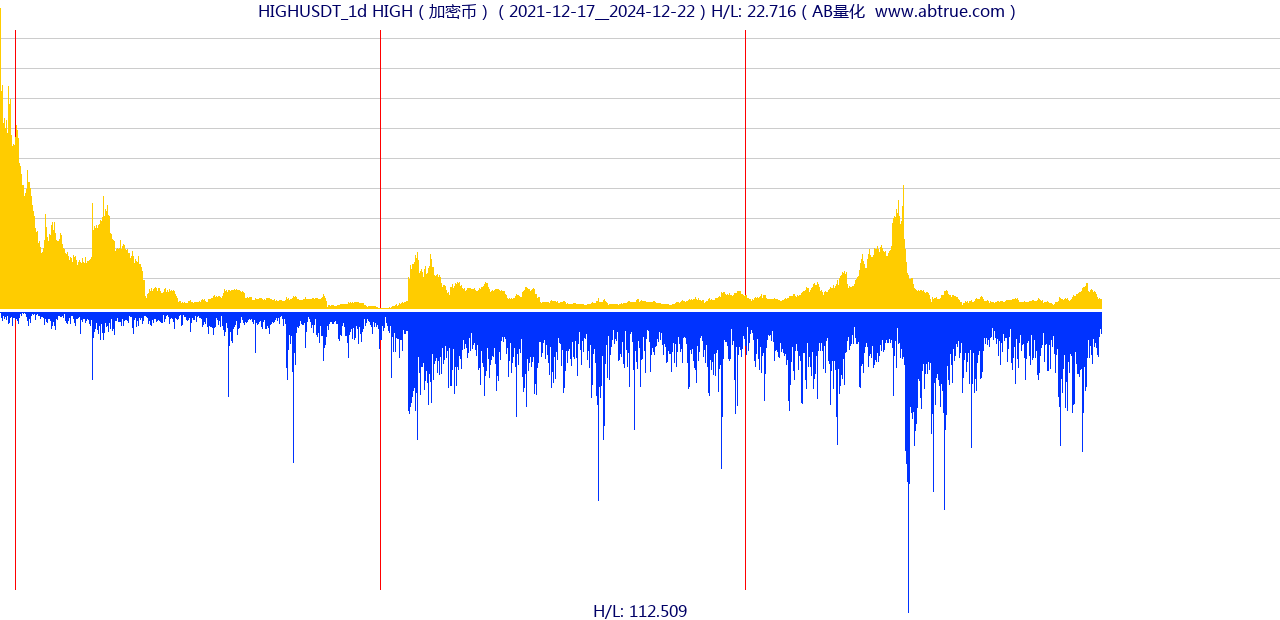 HIGHUSDT_1d HIGH（加密币）（2021-12-17__2024-12-22）H/L: 22.716（AB量化  www.abtrue.com）
H/L: 112.509